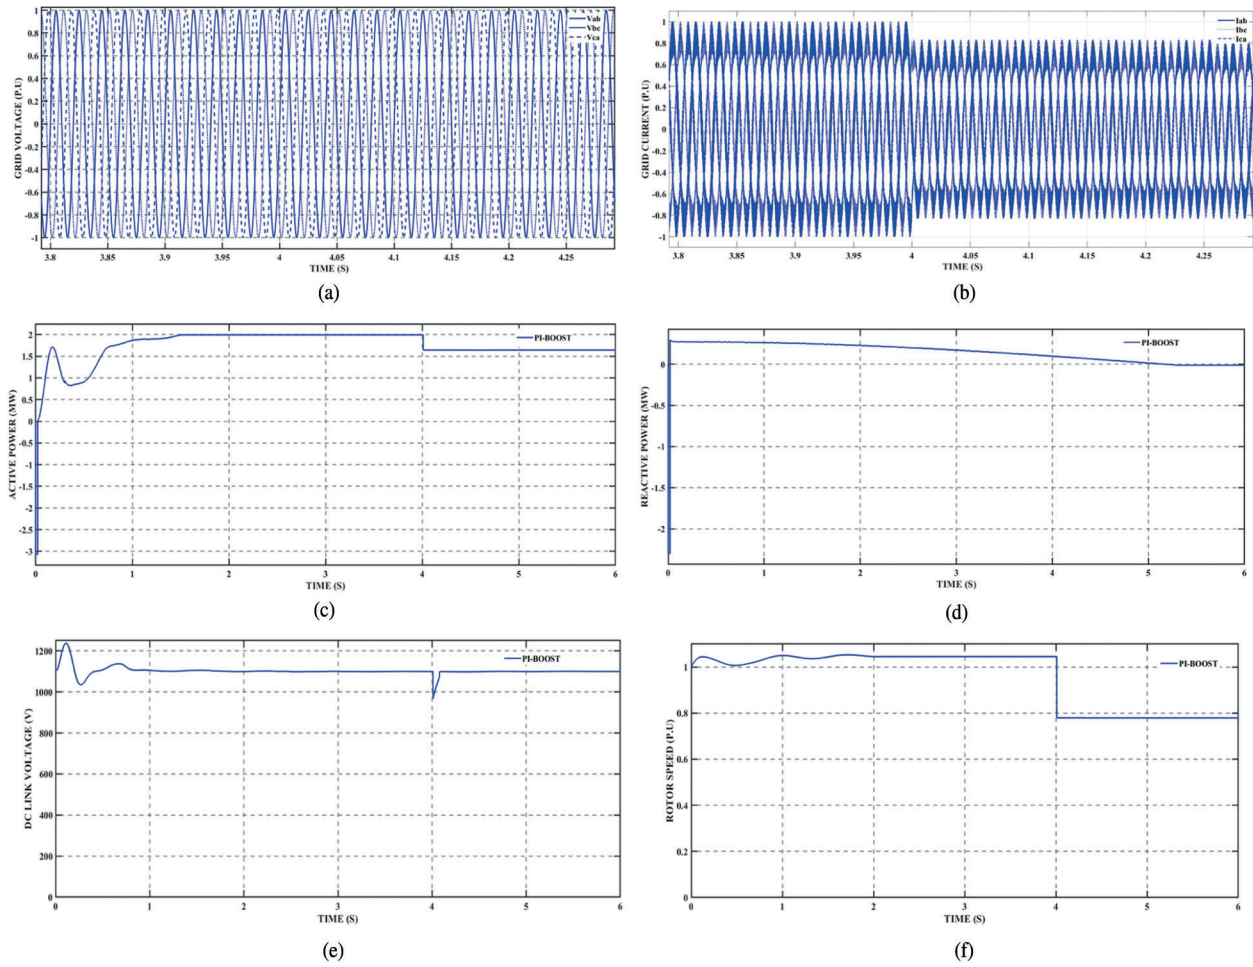 GRID VOLTAGE (P.U)
1
0.8
0.6
0.4
0.2
0
-0.2
-0.4
-0.6
-0.8
-1
Vab
Vbc
Vca
3.8 3.85 3.9 3.95 4 4.05 4.1 4.15 4.2 4.25
TIME (S)
(a)
GRID CURRENT (P.U)
1
0.8
0.6
0.4
0.2
0
-0.2
-0.4
-0.6
-0.8
-1
Iab
Ibc
Ica
3.8 3.85 3.9 3.95 4 4.05 4.1 4.15 4.2 4.25
TIME (S)
(b)
ACTIVE POWER (MW)
2
1.5
1
0.5
0
-0.5
-1
-1.5
-2
-2.5
-3
PI-BOOST
0 1 2 3 4 5 6
TIME (S)
(c)
REACTIVE POWER (MW)
0
-0.5
-1
-1.5
-2
PI-BOOST
0 1 2 3 4 5 6
TIME (S)
(d)
DC LINK VOLTAGE (V)
1200
1000
800
600
400
200
0
PI-BOOST
0 1 2 3 4 5 6
TIME (S)
(e)
ROTOR SPEED (P.U)
1
0.8
0.6
0.4
0.2
0
PI-BOOST
0 1 2 3 4 5 6
TIME (S)
(f)